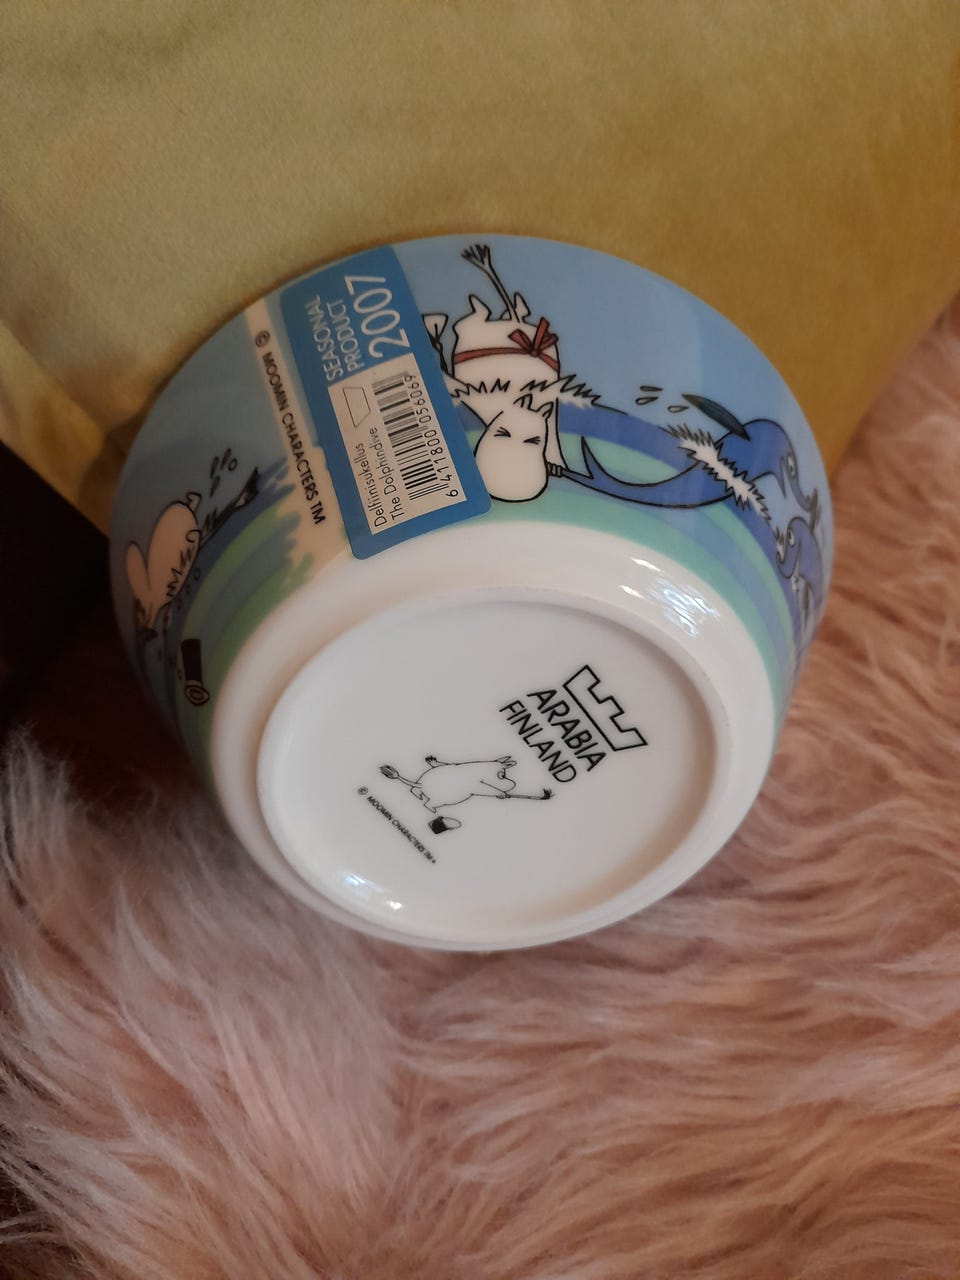 © MOOMIN CHARACTERS TM
SEASONAL
PRODUCT
2007
Delfiinisukellus
The Dolphindive
6 411800 056069
ARABIA
FINLAND
© MOOMIN CHARACTERS TM